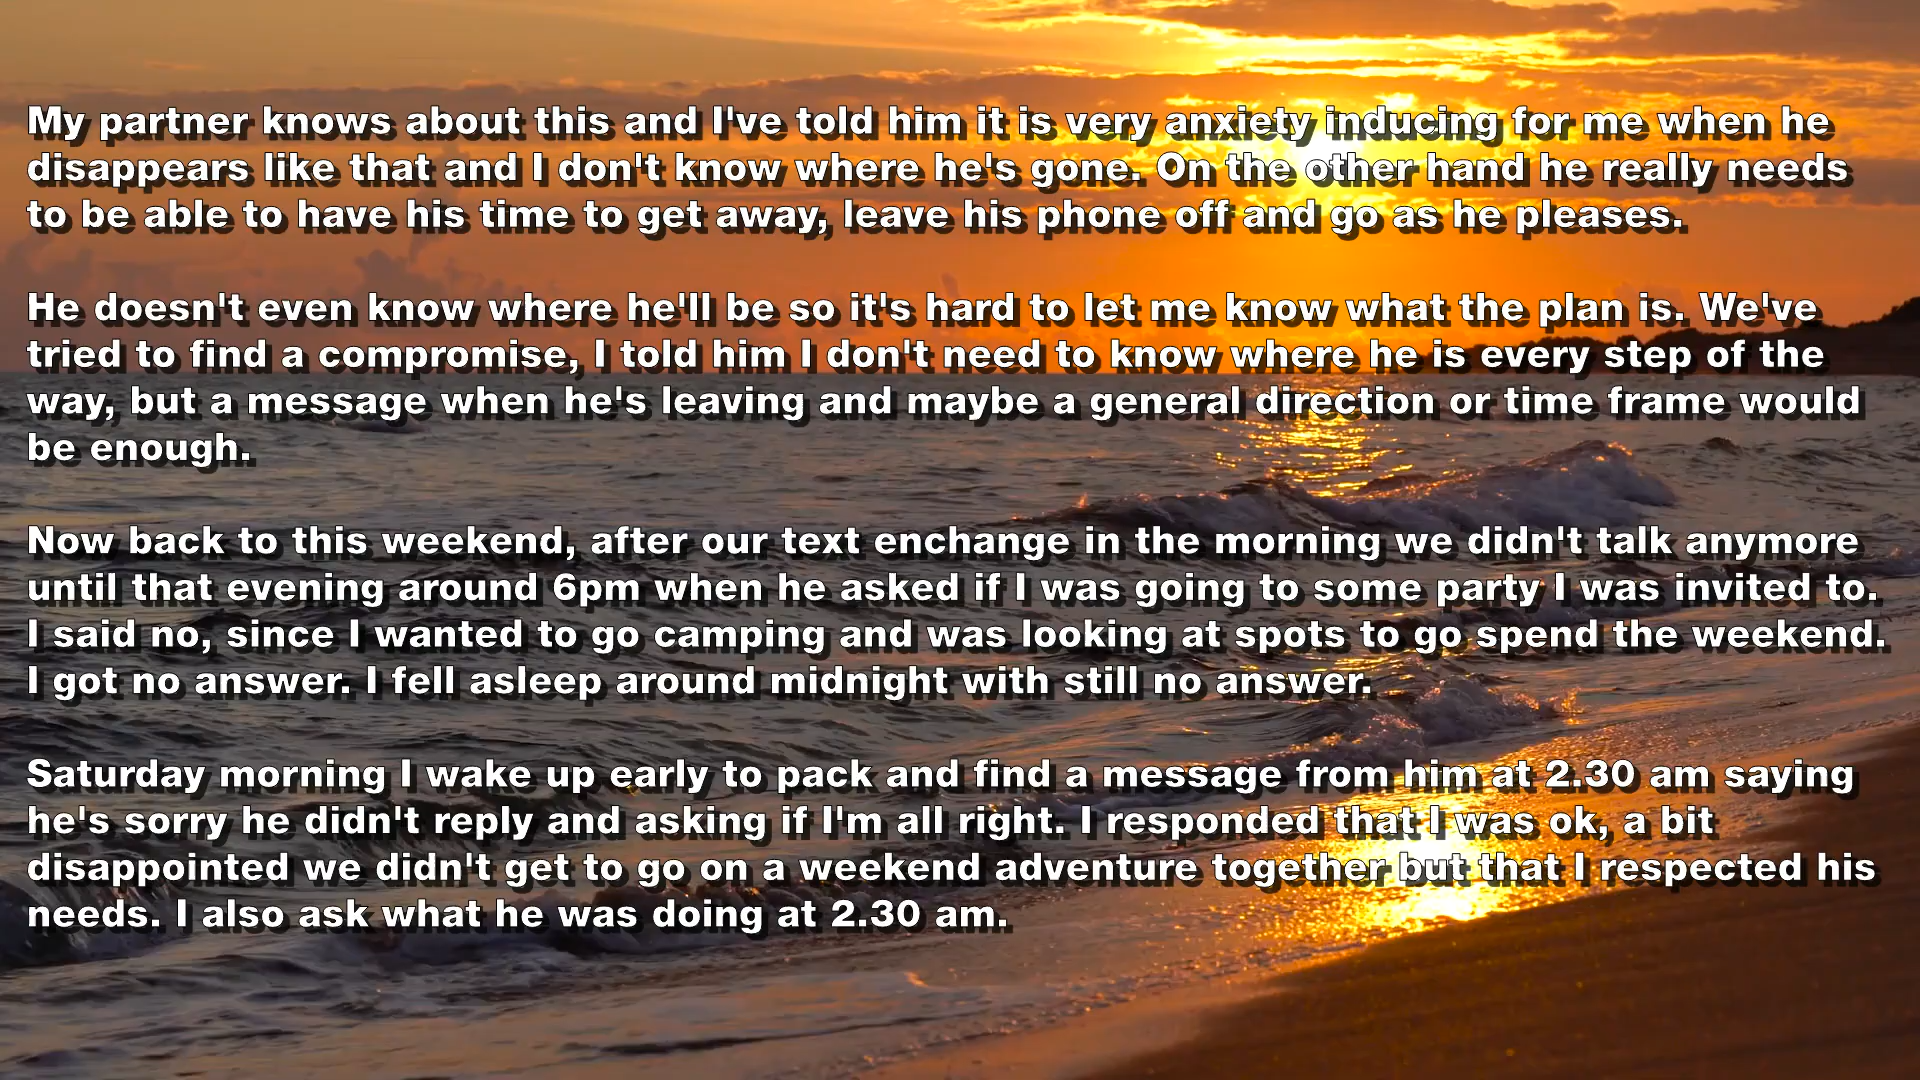 My partner knows about this and I've told him it is very anxiety inducing for me when he
disappears like that and I don't know where he's gone. On the other hand he really needs
to be able to have his time to get away, leave his phone off and go as he pleases.
He doesn't even know where he'll be so it's hard to let me know what the plan is. We've
tried to find a compromise, I told him I don't need to know where he is every step of the
way, but a message when he's leaving and maybe a general direction or time frame would
be enough.
Now back to this weekend, after our text enchange in the morning we didn't talk anymore
until that evening around 6pm when he asked if I was going to some party I was invited to.
I said no, since I wanted to go camping and was looking at spots to go spend the weekend.
I got no answer. I fell asleep around midnight with still no answer.
Saturday morning I wake up early to pack and find a message from him at 2.30 am saying
he's sorry he didn't reply and asking if I'm all right. I responded that I was ok, a bit
disappointed we didn't get to go on a weekend adventure together but that I respected his
needs. I also ask what he was doing at 2.30 am.